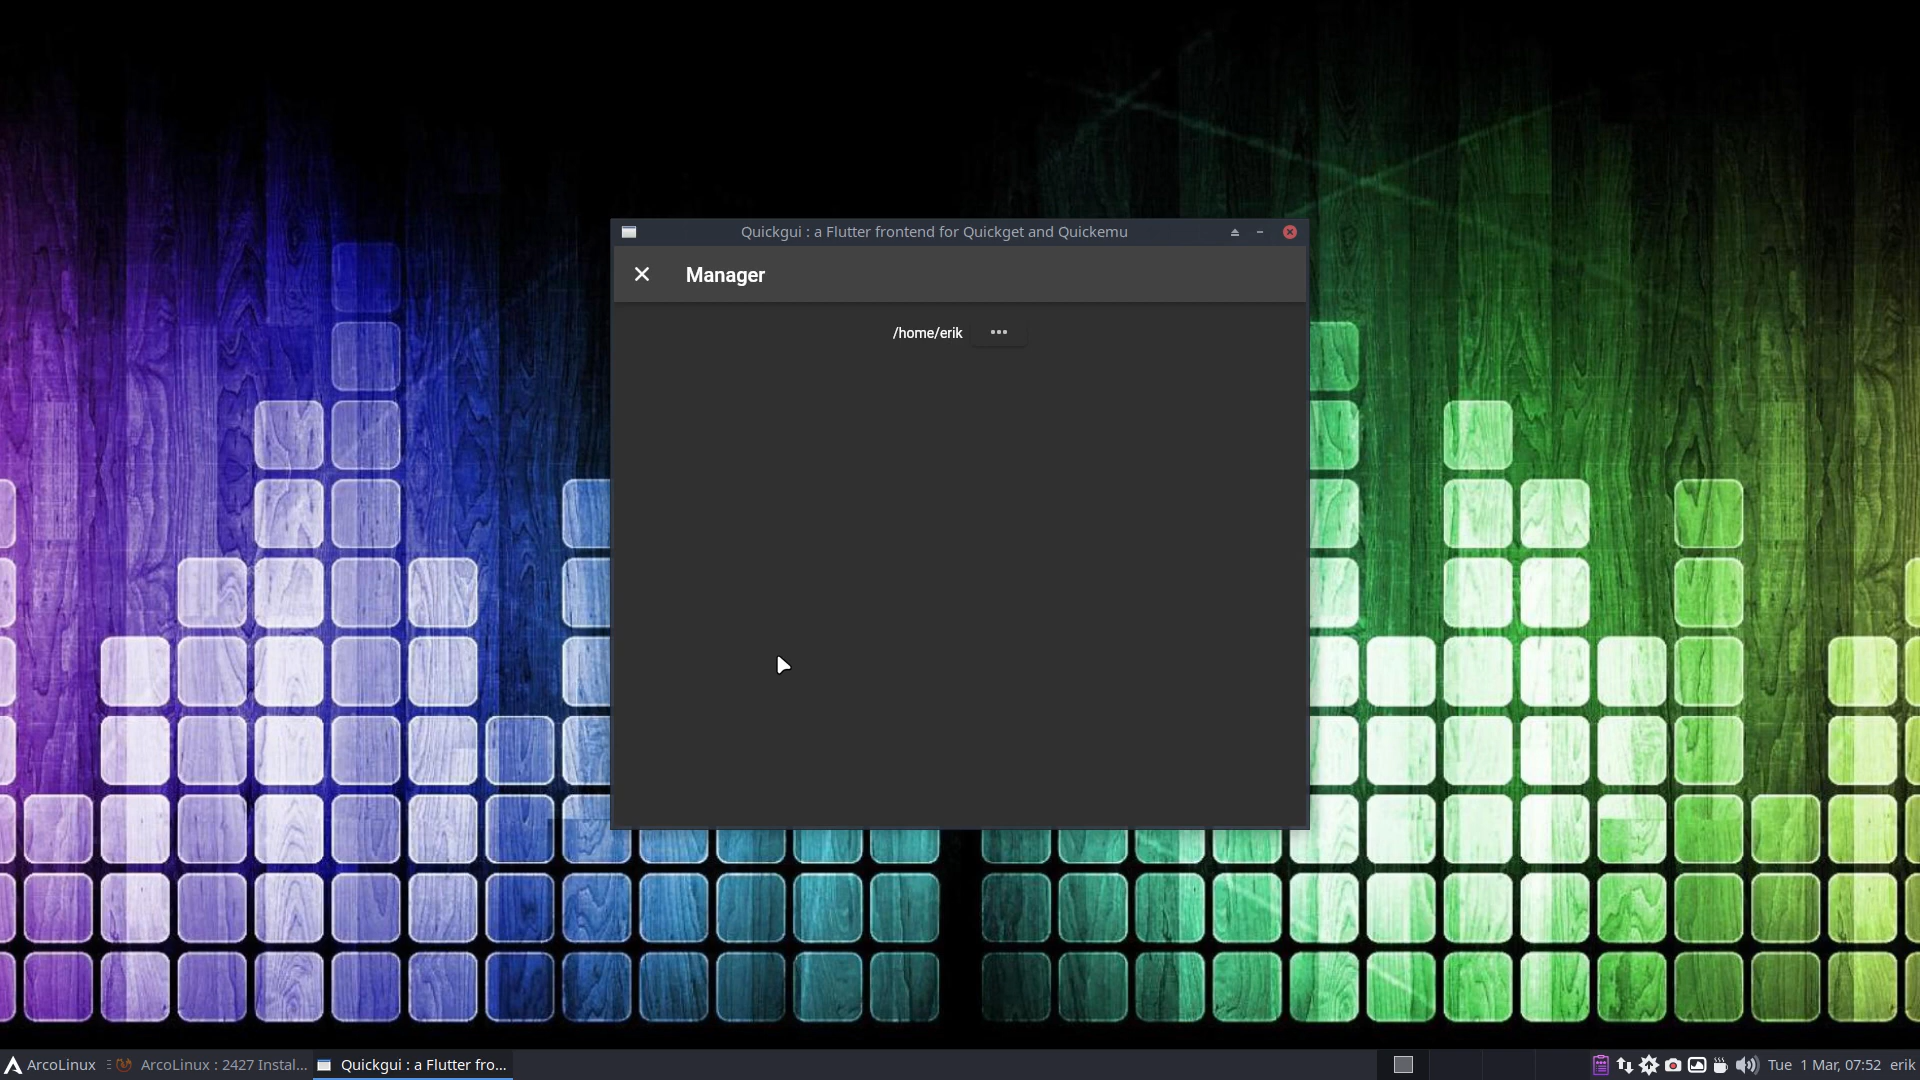 Quickgui : a Flutter frontend for Quickget and Quickemu
Manager
/home/erik
ArcoLinux
ArcoLinux : 2427 Instal...
Quickgui : a Flutter fro...
Tue 1 Mar, 07:52
erik